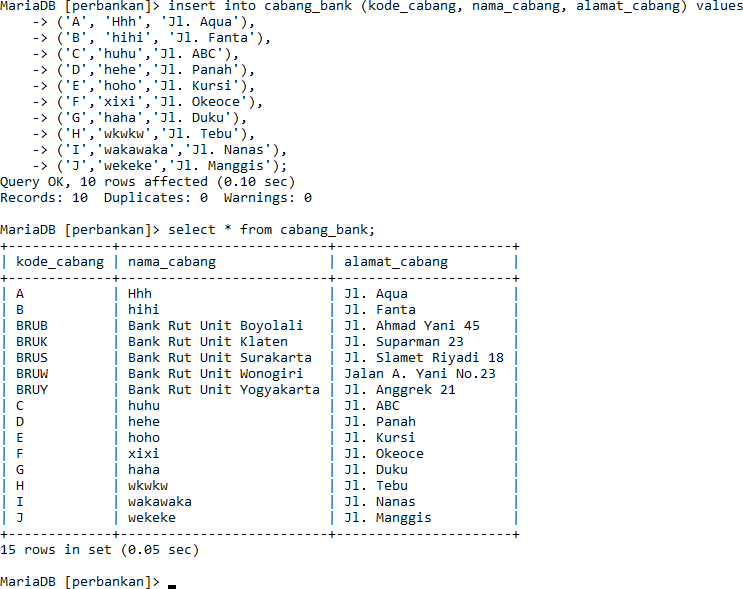 MariaDB [perbankan]> insert into cabang_bank (kode_cabang, nama_cabang, alamat_cabang) values
    -> ('A', 'Hhh', 'Jl. Aqua'),
    -> ('B', 'hihi', 'Jl. Fanta'),
    -> ('C','huhu','Jl. ABC'),
    -> ('D','hehe','Jl. Panah'),
    -> ('E','hoho','Jl. Kursi'),
    -> ('F','xixi','Jl. Okeoce'),
    -> ('G','haha','Jl. Duku'),
    -> ('H','wkwkw','Jl. Tebu'),
    -> ('I','wakawaka','Jl. Nanas'),
    -> ('J','wekeke','Jl. Manggis');
Query OK, 10 rows affected (0.10 sec)
Records: 10  Duplicates: 0  Warnings: 0

MariaDB [perbankan]> select * from cabang_bank;
+-------------+--------------------------+----------------------+
| kode_cabang | nama_cabang              | alamat_cabang        |
+-------------+--------------------------+----------------------+
| A           | Hhh                      | Jl. Aqua             |
| B           | hihi                     | Jl. Fanta            |
| BRUB        | Bank Rut Unit Boyolali   | Jl. Ahmad Yani 45    |
| BRUK        | Bank Rut Unit Klaten     | Jl. Suparman 23      |
| BRUS        | Bank Rut Unit Surakarta  | Jl. Slamet Riyadi 18 |
| BRUW        | Bank Rut Unit Wonogiri   | Jalan A. Yani No.23  |
| BRUY        | Bank Rut Unit Yogyakarta | Jl. Anggrek 21       |
| C           | huhu                     | Jl. ABC              |
| D           | hehe                     | Jl. Panah            |
| E           | hoho                     | Jl. Kursi            |
| F           | xixi                     | Jl. Okeoce           |
| G           | haha                     | Jl. Duku             |
| H           | wkwkw                    | Jl. Tebu             |
| I           | wakawaka                 | Jl. Nanas            |
| J           | wekeke                   | Jl. Manggis          |
+-------------+--------------------------+----------------------+
15 rows in set (0.05 sec)

MariaDB [perbankan]> _